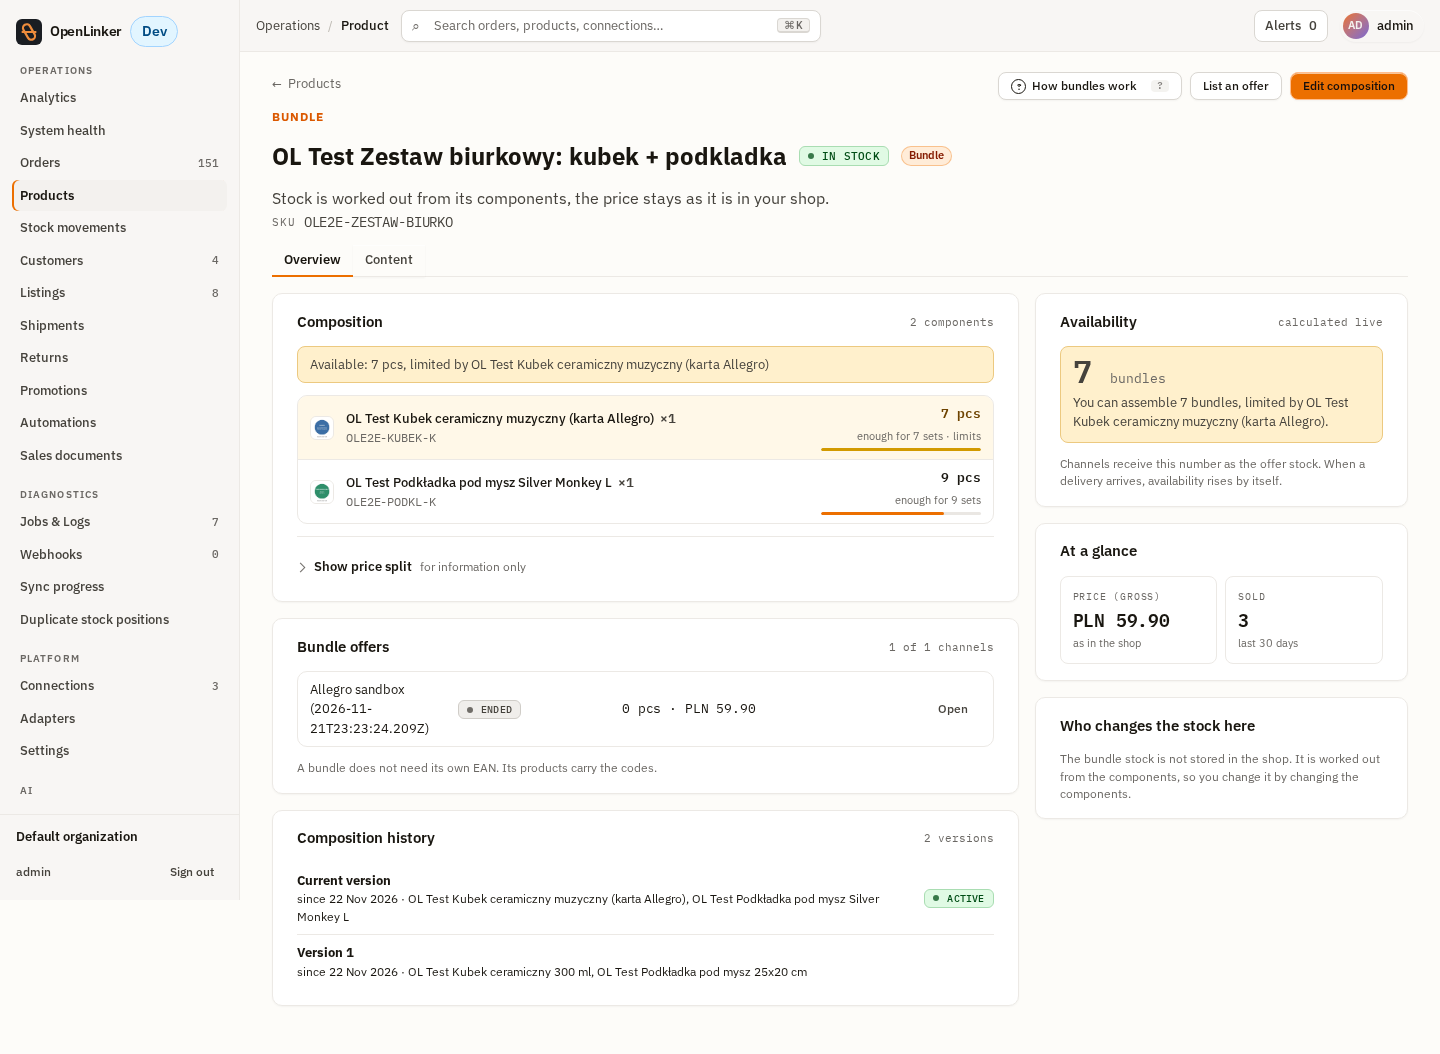 OpenLinker Dev
OPERATIONS
Analytics
System health
Orders 151
Products
Stock movements
Customers 4
Listings 8
Shipments
Returns
Promotions
Automations
Sales documents
DIAGNOSTICS
Jobs & Logs 7
Webhooks 0
Sync progress
Duplicate stock positions
PLATFORM
Connections 3
Adapters
Settings
AI
Default organization
admin Sign out
Operations / Product
Search orders, products, connections... ⌘K
Alerts 0
AD admin
← Products
? How bundles work ?
List an offer
Edit composition
BUNDLE
OL Test Zestaw biurkowy: kubek + podkladka IN STOCK Bundle
Stock is worked out from its components, the price stays as it is in your shop.
SKU OLE2E-ZESTAW-BIURKO
Overview Content
Composition 2 components
Available: 7 pcs, limited by OL Test Kubek ceramiczny muzyczny (karta Allegro)
OL Test Kubek ceramiczny muzyczny (karta Allegro) ×1 7 pcs
OLE2E-KUBEK-K enough for 7 sets · limits
OL Test Podkładka pod mysz Silver Monkey L ×1 9 pcs
OLE2E-PODKL-K enough for 9 sets
Show price split for information only
Bundle offers 1 of 1 channels
Allegro sandbox
(2026-11-
21T23:23:24.209Z)
ENDED
0 pcs · PLN 59.90
Open
A bundle does not need its own EAN. Its products carry the codes.
Composition history 2 versions
Current version
since 22 Nov 2026 · OL Test Kubek ceramiczny muzyczny (karta Allegro), OL Test Podkładka pod mysz Silver
Monkey L
ACTIVE
Version 1
since 22 Nov 2026 · OL Test Kubek ceramiczny 300 ml, OL Test Podkładka pod mysz 25x20 cm
Availability calculated live
7 bundles
You can assemble 7 bundles, limited by OL Test
Kubek ceramiczny muzyczny (karta Allegro).
Channels receive this number as the offer stock. When a
delivery arrives, availability rises by itself.
At a glance
PRICE (GROSS)
PLN 59.90
as in the shop
SOLD
3
last 30 days
Who changes the stock here
The bundle stock is not stored in the shop. It is worked out
from the components, so you change it by changing the
components.